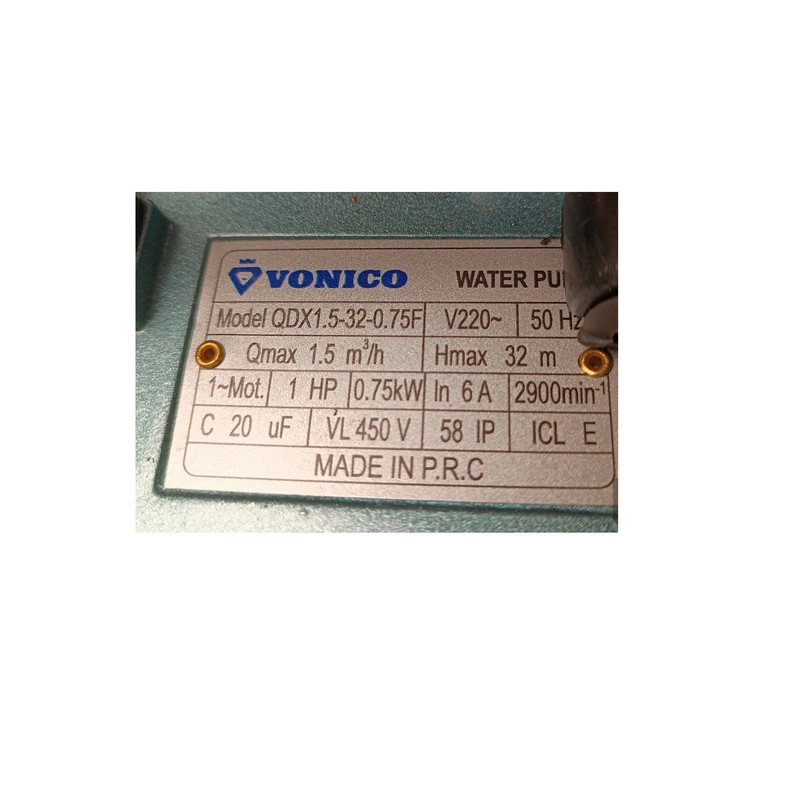 VONICO WATER PU
Model QDX1.5-32-0.75F V220~ 50 Hz
Qmax 1.5 m³/h Hmax 32 m
1~Mot. 1 HP 0.75kW In 6 A 2900min⁻¹
C 20 uF VL 450 V 58 IP ICL E
MADE IN P.R.C